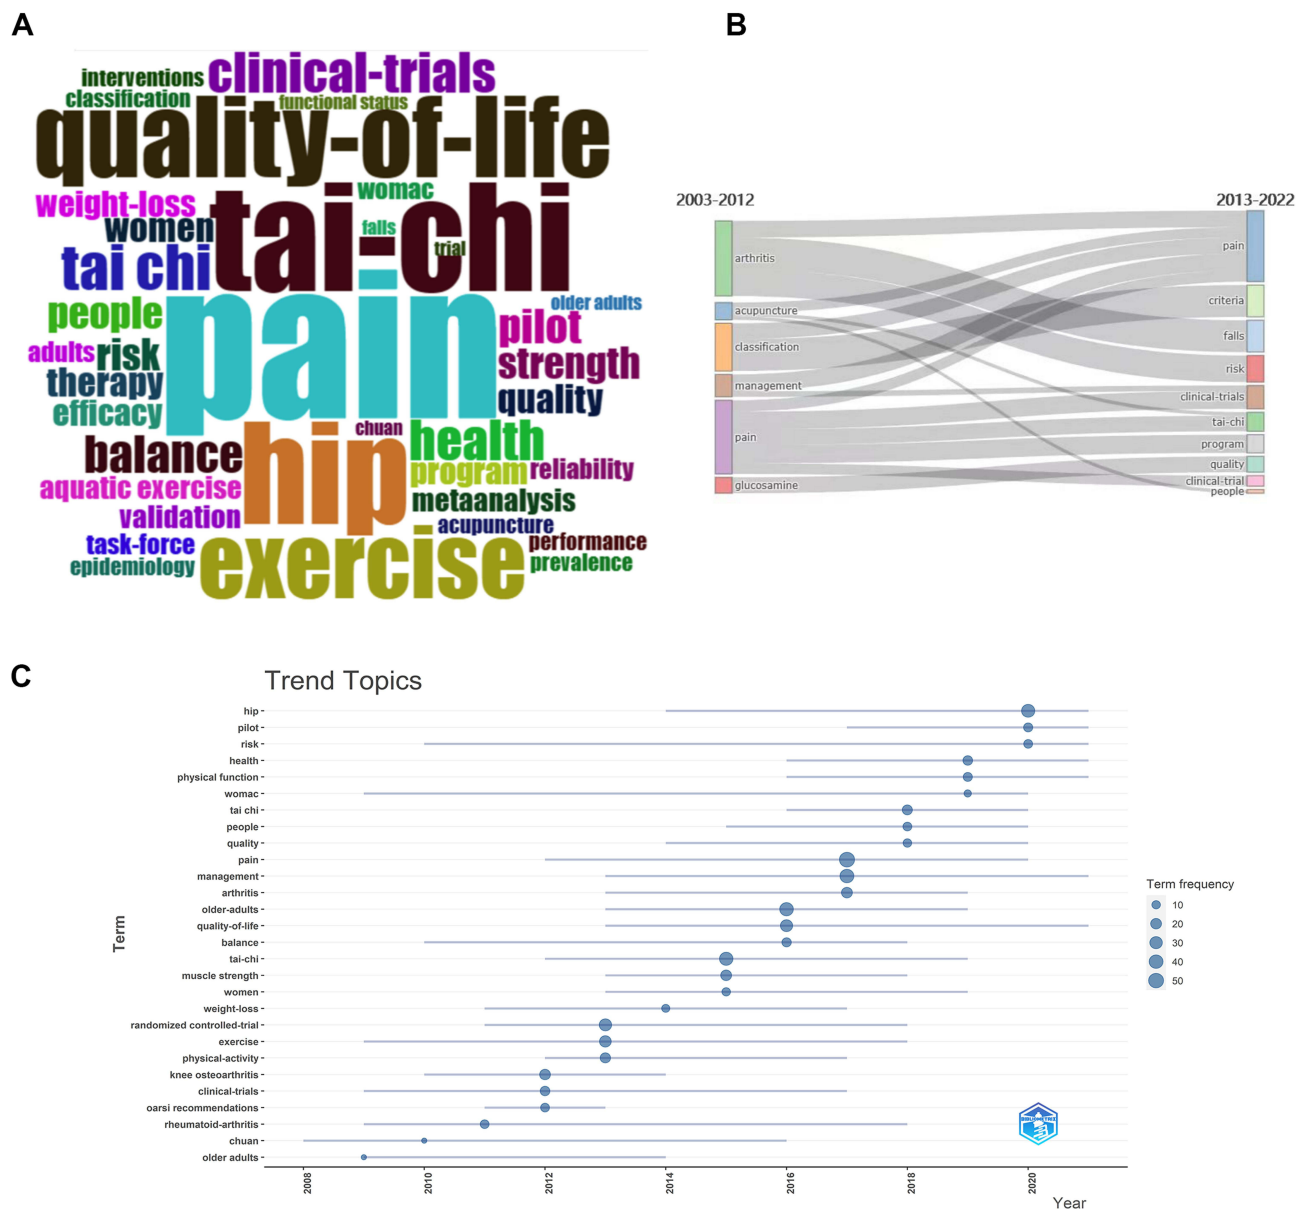 A
B
interventions
clinical-trials
classification
functional status
quality-of-life
weight-loss
womac
women
tai-chi
falls
trial
tai chi
people
pain
older adults
pilot
adults
risk
strength
therapy
quality
efficacy
chuan
balance
hip
health
program
reliability
aquatic exercise
metaanalysis
validation
acupuncture
task-force
exercise
performance
epidemiology
prevalence
2003-2012
2013-2022
arthritis
acupuncture
classification
management
pain
glucosamine
pain
criteria
falls
risk
clinical-trials
tai-chi
program
quality
clinical-trial
people
C
Trend Topics
hip
pilot
risk
health
physical function
womac
tai chi
people
quality
pain
management
arthritis
older-adults
quality-of-life
balance
tai-chi
muscle strength
women
weight-loss
randomized controlled-trial
exercise
physical-activity
knee osteoarthritis
clinical-trials
oarsi recommendations
rheumatoid-arthritis
chuan
older adults
Term
2008
2010
2012
2014
2016
2018
2020
Year
Term frequency
10
20
30
40
50
BIBLIOMETRIX